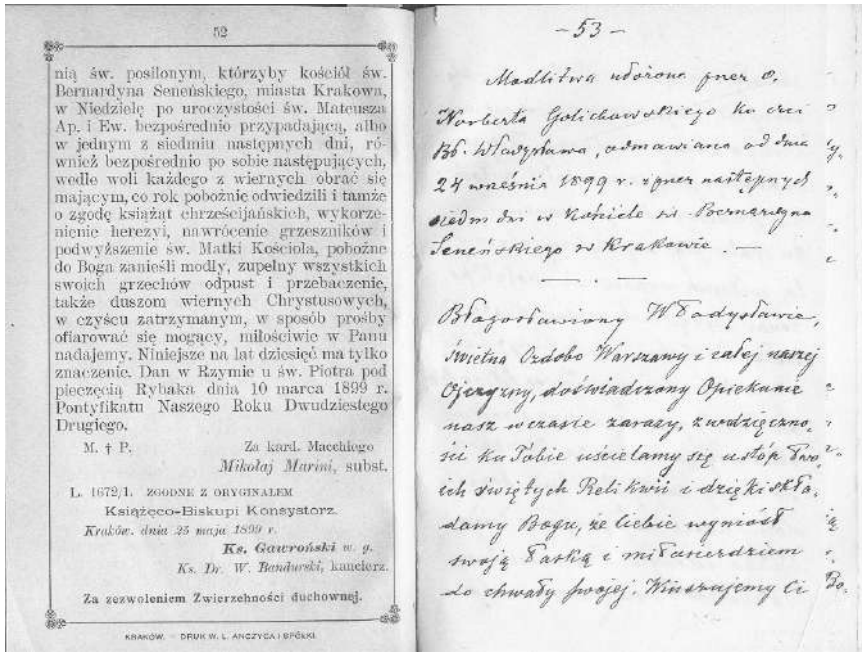 52
nią św. posilonym, którzyby kościół św.
Bernardyna Seneńskiego, miasta Krakowa,
w Niedzielę po uroczystości św. Mateusza
Ap. i Ew. bezpośrednio przypadającą, albo
w jednym z siedmiu następnych dni, ró-
wnież bezpośrednio po sobie następujących,
wedle woli każdego z wiernych obrać się
mającym, co rok pobożnie odwiedzili i tamże
o zgodę książąt chrześcijańskich, wykorze-
nienie herezyi, nawrócenie grzeszników i
podwyższenie św. Matki Kościoła, pobożne
do Boga zanieśli modły, zupełny wszystkich
swoich grzechów odpust i przebaczenie,
także duszom wiernych Chrystusowych,
w czyścu zatrzymanym, w sposób prośby
ofiarować się mogący, miłościwie w Panu
nadajemy. Niniejsze na lat dziesięć ma tylko
znaczenie. Dan w Rzymie u św. Piotra pod
pieczęcią Rybaka dnia 10 marca 1899 r.
Pontyfikatu Naszego Roku Dwudziestego
Drugiego.
M. † P. Za kard. Macchiego
Mikołaj Marini, subst.
L. 1672/1. ZGODNE Z ORYGINAŁEM
Książęco-Biskupi Konsystorz.
Kraków, dnia 25 maja 1899 r.
Ks. Gawroński w. g.
Ks. Dr. W. Bandurski, kanclerz.
Za zezwoleniem Zwierzchności duchownej.
KRAKÓW. — DRUK W. L. ANCZYCA I SPÓŁKI.
– 53 –
Modlitwa ułożona przez O.
Norberta Golichowskiego ku czci
Bł. Władysława, odmawiana od dnia
24 września 1899 r. i przez następnych
siedm dni w Kościele św. Bernardyna
Seneńskiego w Krakowie. —
Błogosławiony Władysławie,
świetna Ozdobo Warszawy i całej naszej
Ojczyzny, doświadczony Opiekunie
nasz w czasie zarazy, z wdzięczno-
ści ku Tobie uścielamy się u stóp Two-
ich świętych Relikwii i dzięki skła-
damy Bogu, że Ciebie wyniósł
swoją łaską i miłosierdziem
do chwały swojej. Winszujemy Ci Bo-